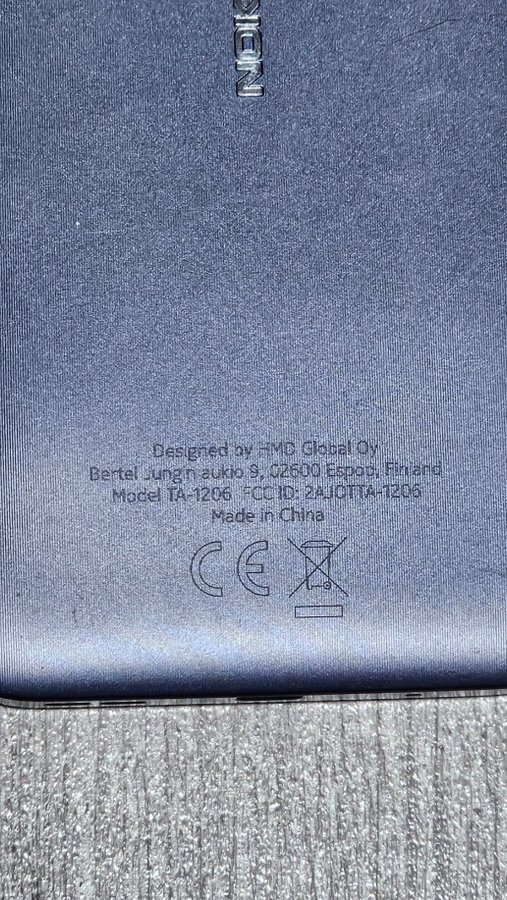 NOK
Designed by HMD Global Oy
Bertel Jungin aukio 9, 02600 Espoo, Finland
Model TA-1206 FCC ID: 2AJOTTA-1206
Made in China
CE